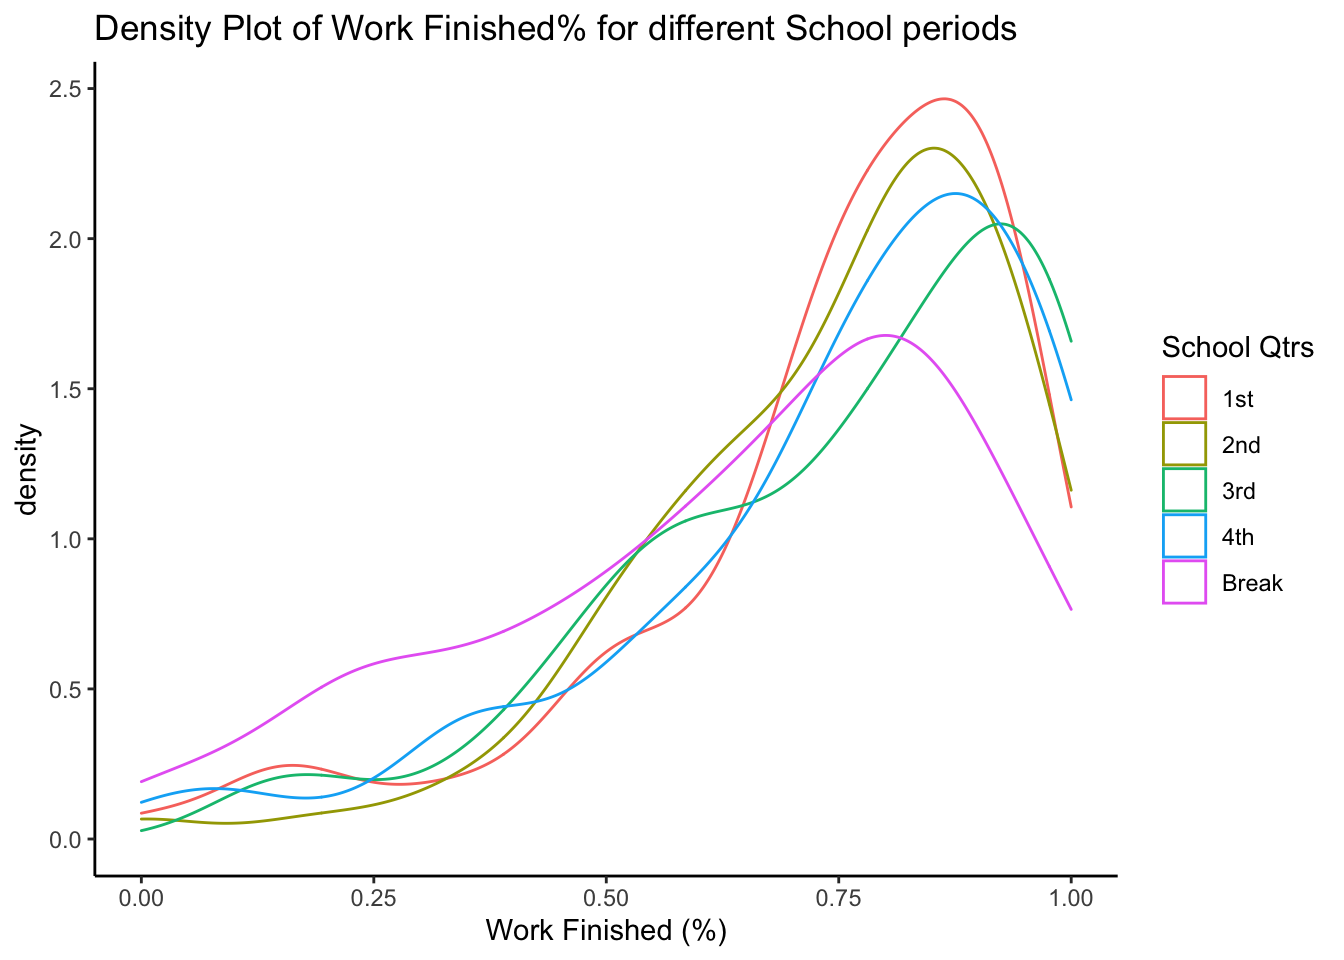 Density Plot of Work Finished% for different School periods
2.5
2.0
1.5
1.0
0.5
0.0
density
0.00 0.25 0.50 0.75 1.00
Work Finished (%)
School Qtrs
1st
2nd
3rd
4th
Break